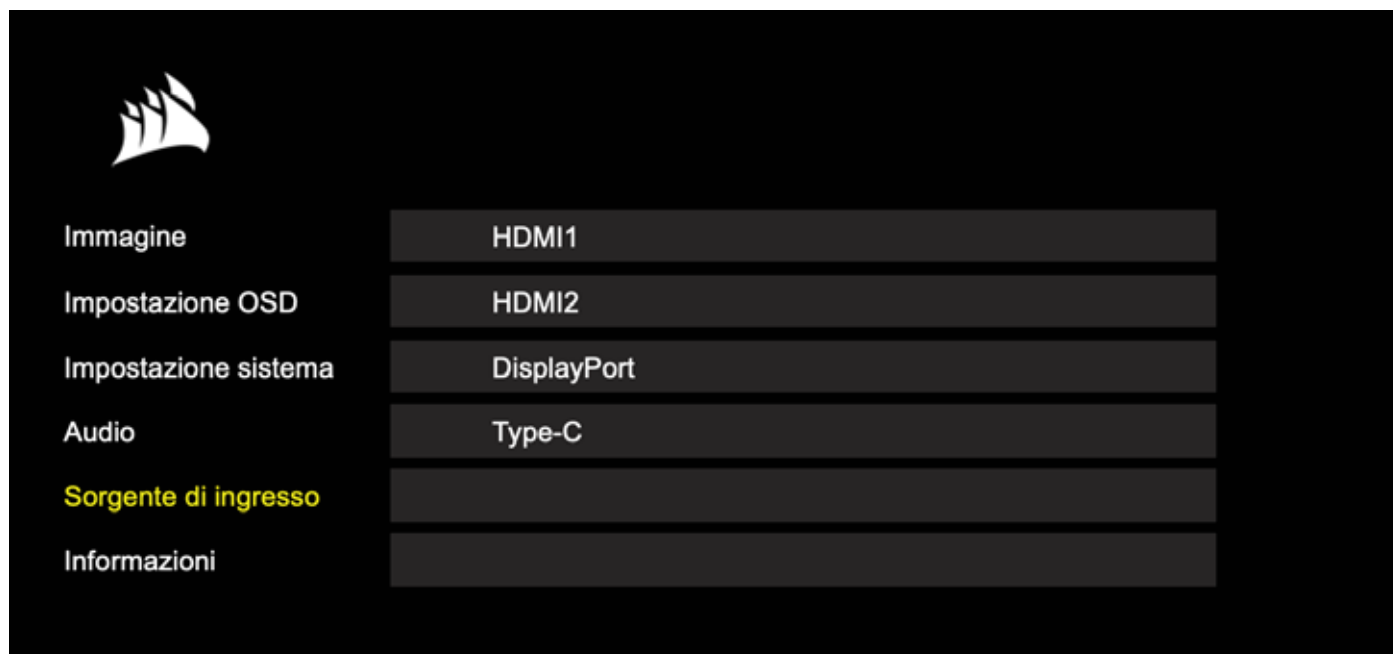 Immagine
HDMI1
Impostazione OSD
HDMI2
Impostazione sistema
DisplayPort
Audio
Type-C
Sorgente di ingresso
Informazioni